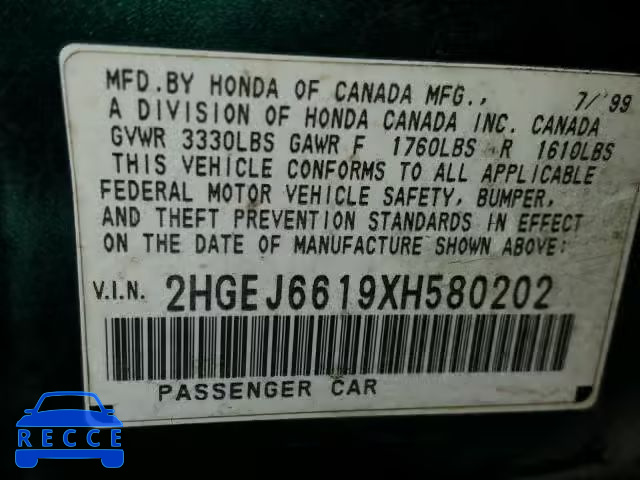 MFD.BY HONDA OF CANADA MFG., 7/ 99
A DIVISION OF HONDA CANADA INC. CANADA
GVWR 3330LBS GAWR F 1760LBS R 1610LBS
THIS VEHICLE CONFORMS TO ALL APPLICABLE
FEDERAL MOTOR VEHICLE SAFETY, BUMPER,
AND THEFT PREVENTION STANDARDS IN EFFECT
ON THE DATE OF MANUFACTURE SHOWN ABOVE:
V.I.N. 2HGEJ6619XH580202
PASSENGER CAR
RECCE